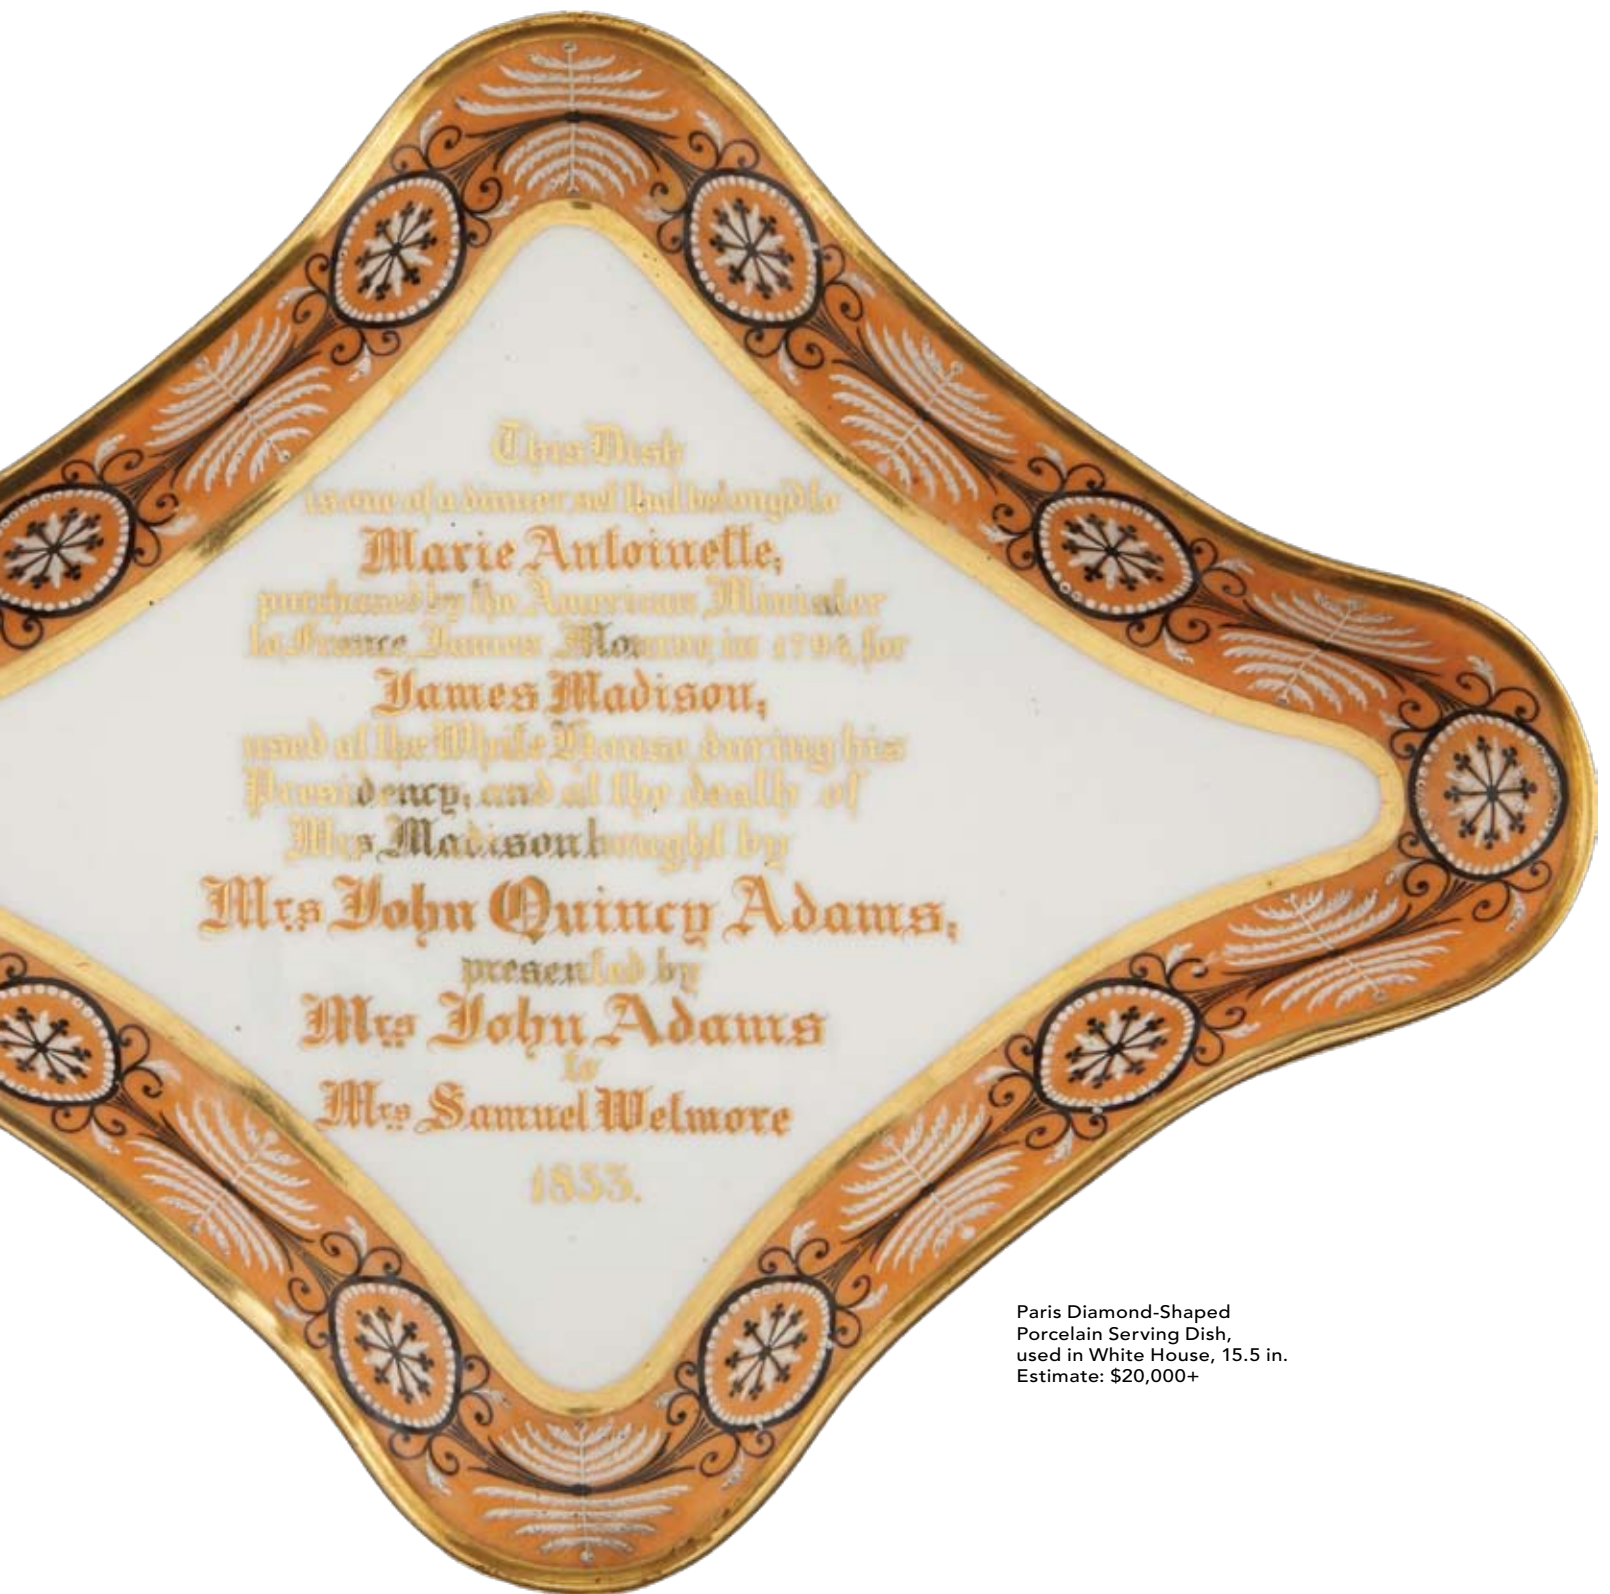 This Dish
is one of a dinner set that belong'd to
Marie Antoinette,
purchased by the American Minister
to France, James Monroe, in 1794, for
James Madison,
used at the White House during his
Presidency, and at the death of
Mrs Madison bought by
Mrs John Quincy Adams,
presented by
Mrs John Adams
to
Mrs Samuel Wetmore
1853.
Paris Diamond-Shaped
Porcelain Serving Dish,
used in White House, 15.5 in.
Estimate: $20,000+